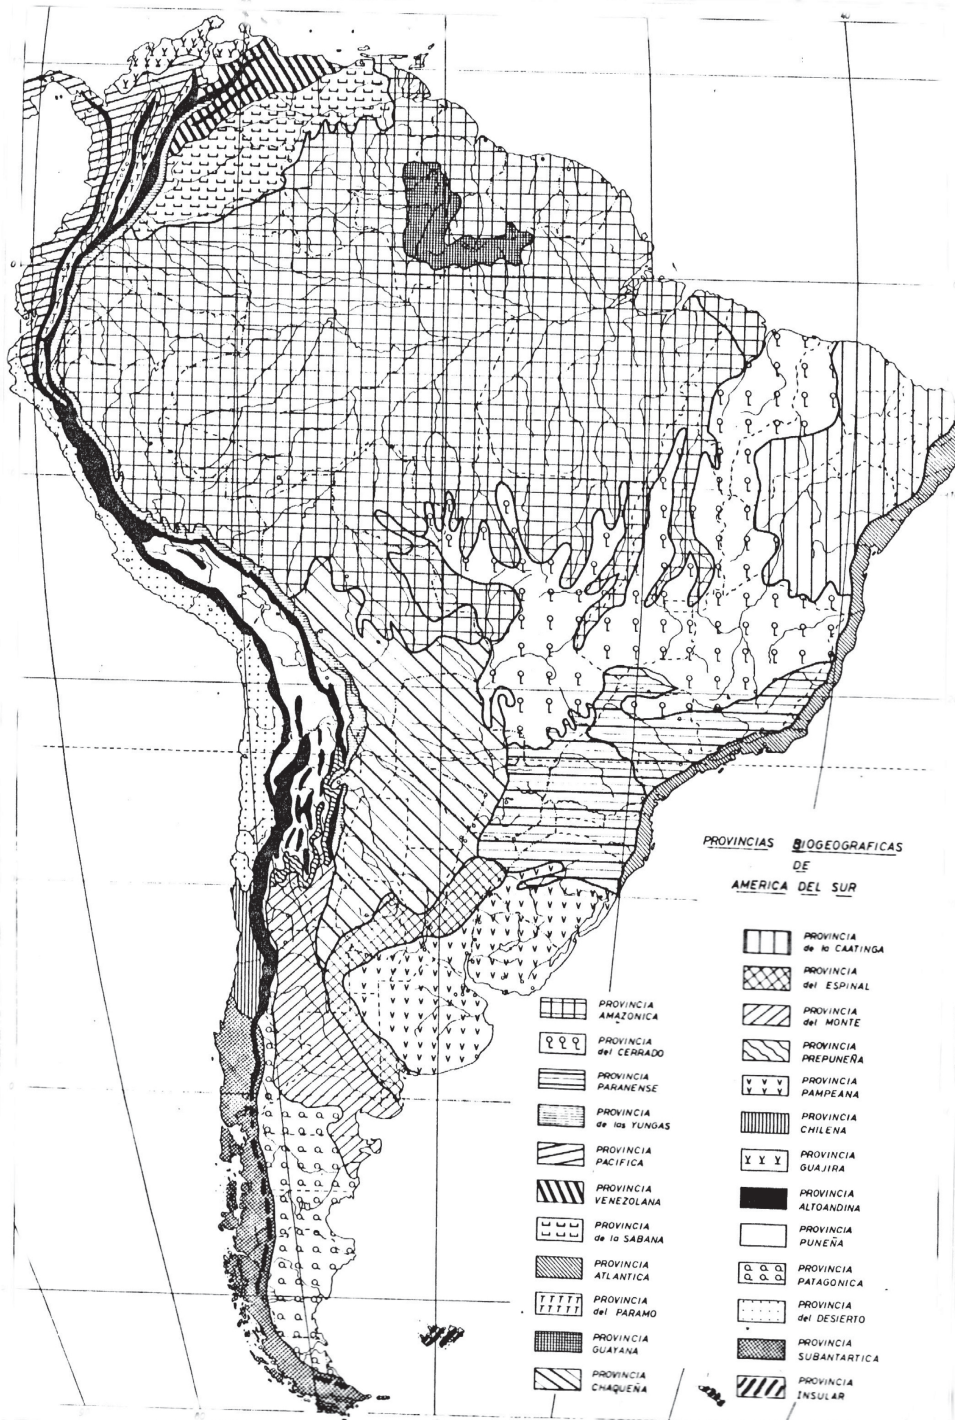 40
0
PROVINCIAS BIOGEOGRAFICAS
DE
AMERICA DEL SUR
PROVINCIA
AMAZONICA
PROVINCIA
del CERRADO
PROVINCIA
PARANENSE
PROVINCIA
de las YUNGAS
PROVINCIA
PACIFICA
PROVINCIA
VENEZOLANA
PROVINCIA
de la SABANA
PROVINCIA
ATLANTICA
PROVINCIA
del PARAMO
PROVINCIA
GUAYANA
PROVINCIA
CHAQUEÑA
PROVINCIA
de la CAATINGA
PROVINCIA
del ESPINAL
PROVINCIA
del MONTE
PROVINCIA
PREPUNEÑA
PROVINCIA
PAMPEANA
PROVINCIA
CHILENA
PROVINCIA
GUAJIRA
PROVINCIA
ALTOANDINA
PROVINCIA
PUNEÑA
PROVINCIA
PATAGONICA
PROVINCIA
del DESIERTO
PROVINCIA
SUBANTARTICA
PROVINCIA
INSULAR